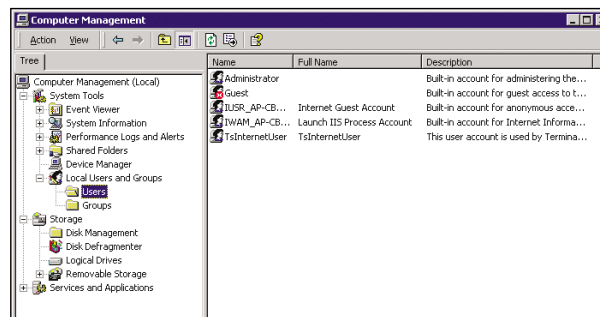 Computer Management
Action View
Tree
Name Full Name Description
Computer Management (Local)
System Tools
Event Viewer
System Information
Performance Logs and Alerts
Shared Folders
Device Manager
Local Users and Groups
Users
Groups
Storage
Disk Management
Disk Defragmenter
Logical Drives
Removable Storage
Services and Applications
Administrator Built-in account for administering the...
Guest Built-in account for guest access to t...
IUSR_AP-CB... Internet Guest Account Built-in account for anonymous acce...
IWAM_AP-CB... Launch IIS Process Account Built-in account for Internet Informa...
TsInternetUser TsInternetUser This user account is used by Termina...